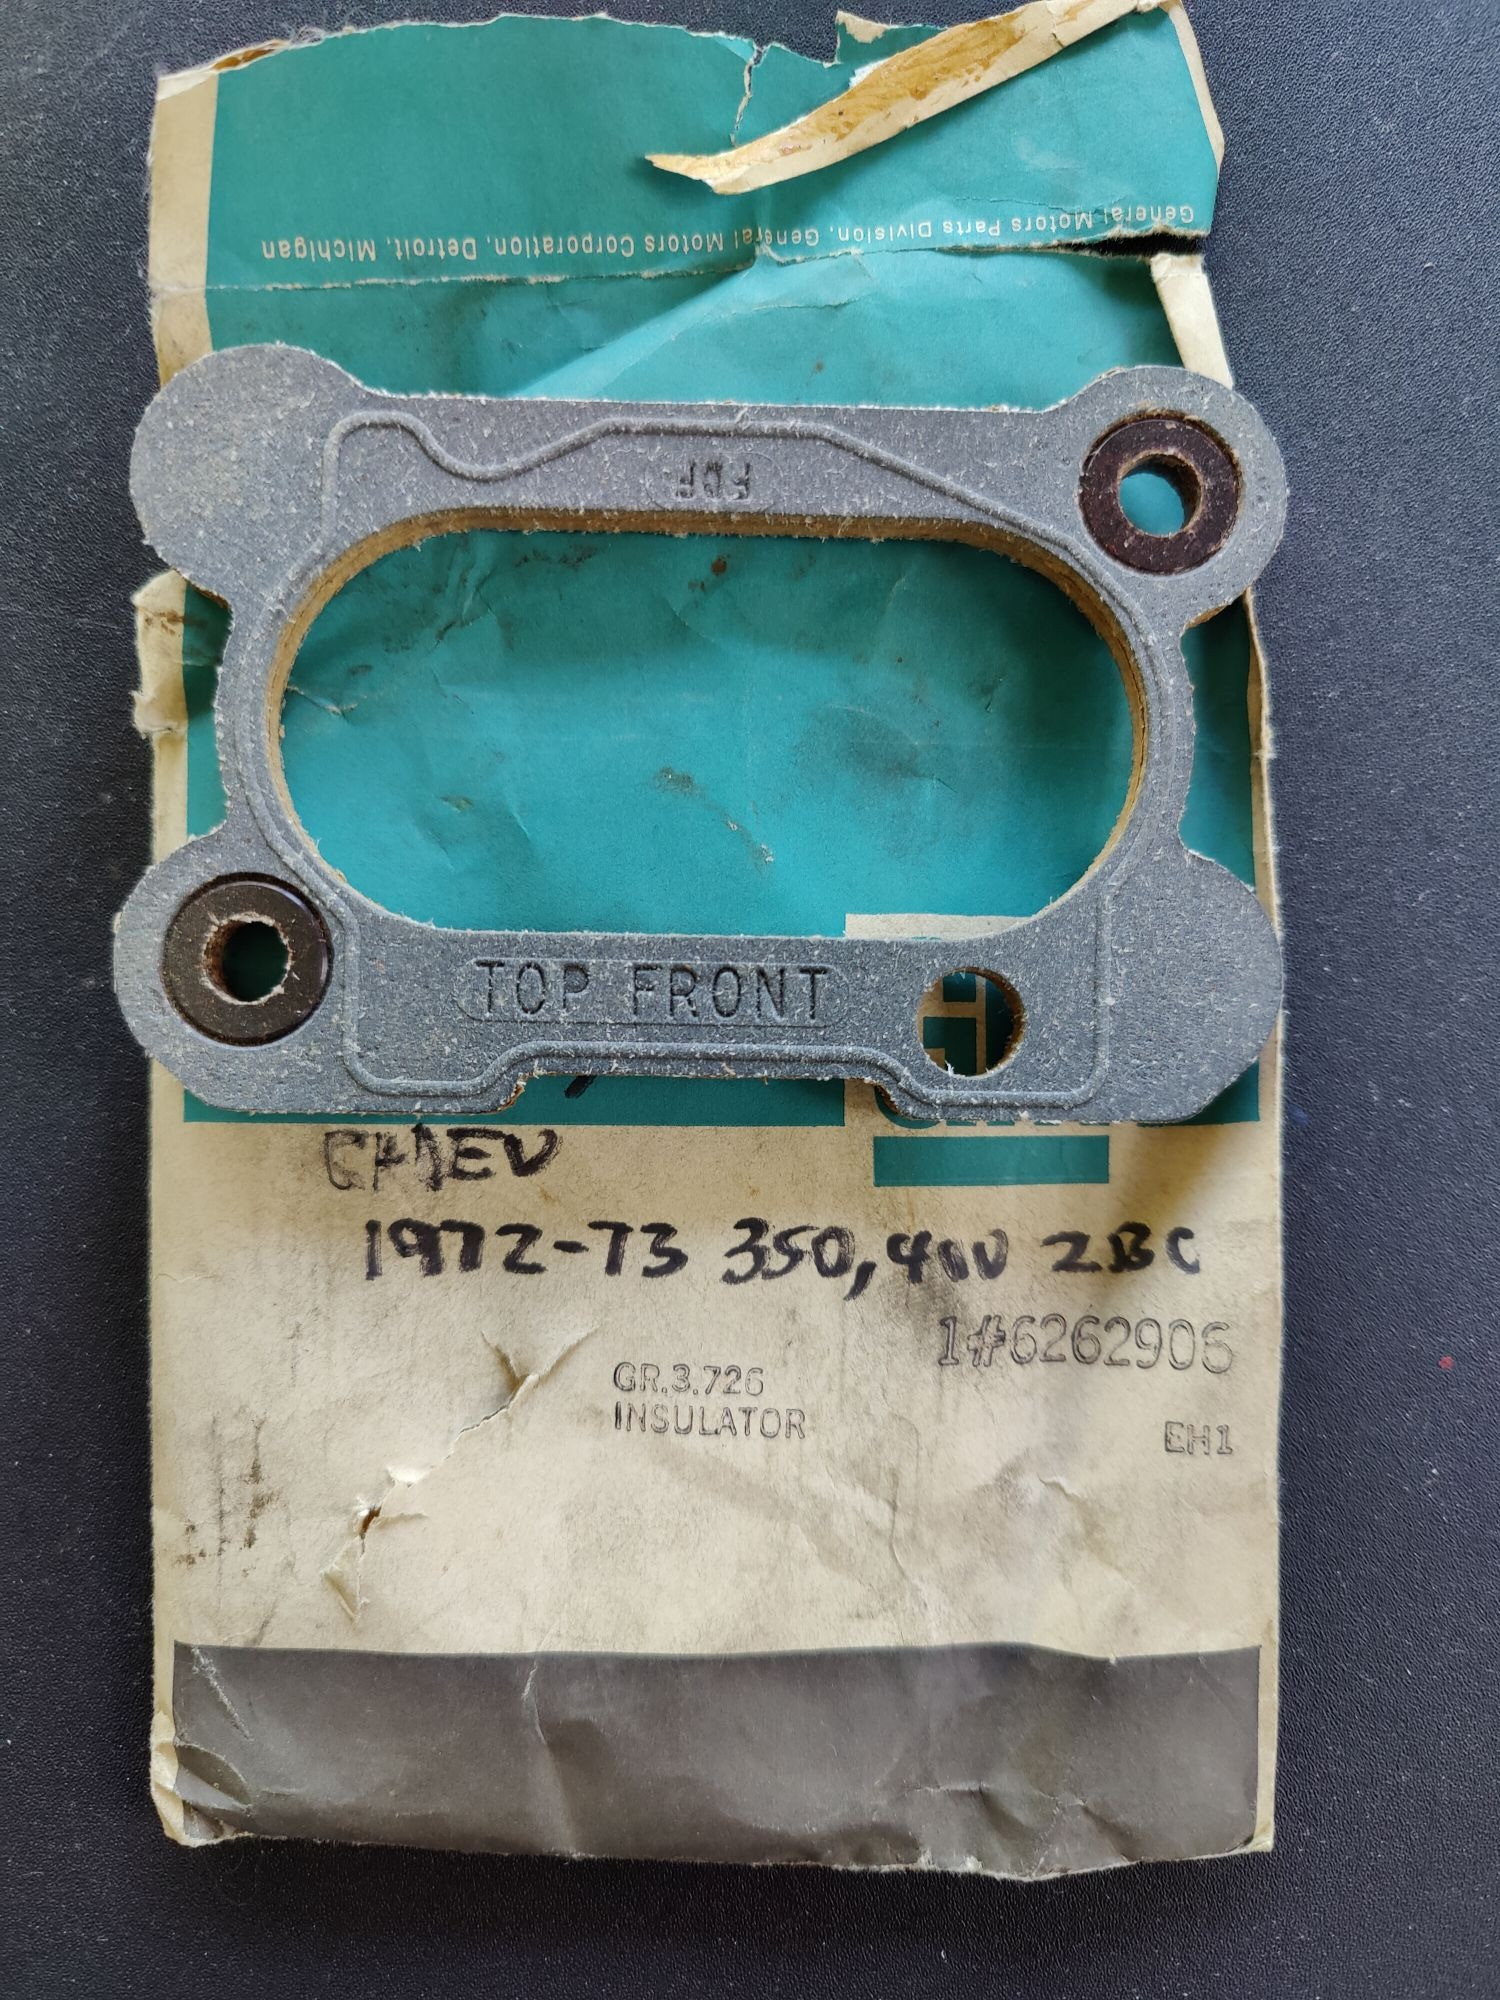 General Motors Parts Division, General Motors Corporation, Detroit, Michigan
FDF
TOP FRONT
CHEV
1972-73 350,400 2BC
1#6262906
GR.3.726
INSULATOR
EH1